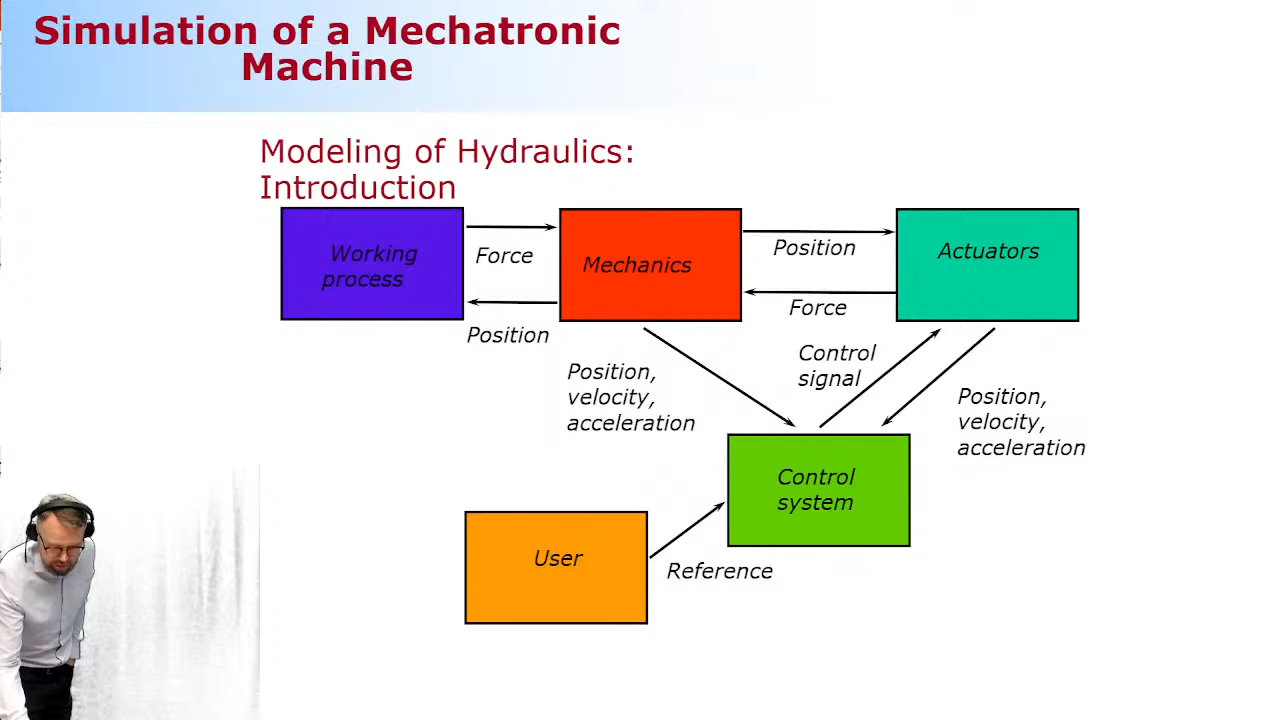 Simulation of a Mechatronic
Machine
Modeling of Hydraulics:
Introduction
Working
process
Force
Position
Mechanics
Position
Force
Actuators
Position,
velocity,
acceleration
Control
signal
Position,
velocity,
acceleration
Control
system
User
Reference